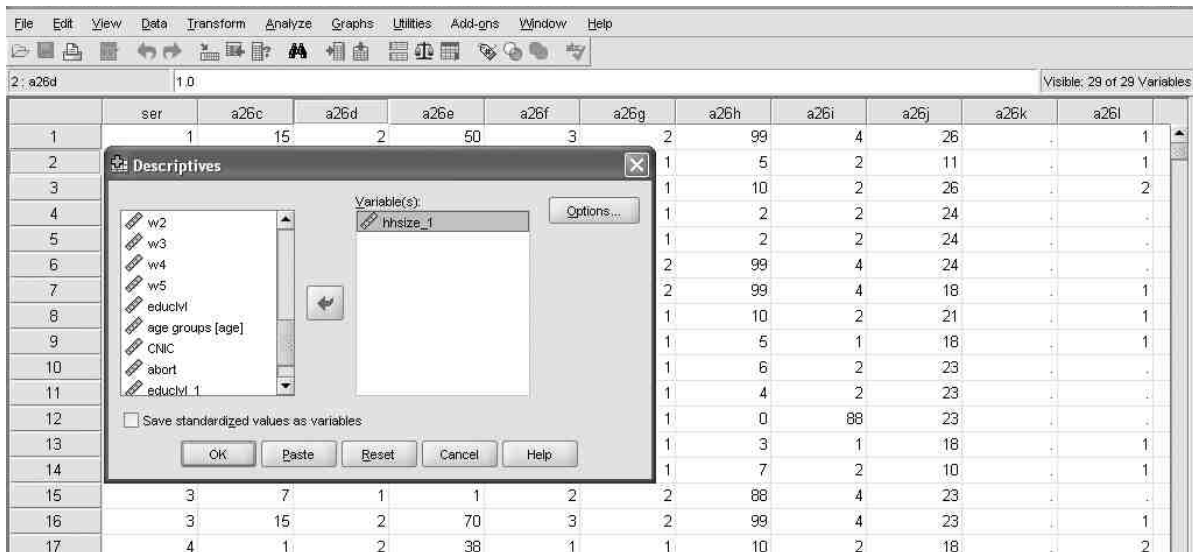 File Edit View Data Transform Analyze Graphs Utilities Add-ons Window Help
2 : a26d 1.0 Visible: 29 of 29 Variables
ser a26c a26d a26e a26f a26g a26h a26i a26j a26k a26l
1 1 15 2 50 3 2 99 4 26 . 1
2 1 5 2 11 . 1
3 1 10 2 26 . 2
4 1 2 2 24 . .
5 1 2 2 24 . .
6 2 99 4 24 . .
7 2 99 4 18 . 1
8 1 10 2 21 . 1
9 1 5 1 18 . 1
10 1 6 2 23 . .
11 1 4 2 23 . .
12 1 0 88 23 . .
13 1 3 1 18 . 1
14 1 7 2 10 . 1
15 3 7 1 1 2 2 88 4 23 . .
16 3 15 2 70 3 2 99 4 23 . 1
17 4 1 2 38 1 1 10 2 18 . 2
Descriptives
Variable(s):
w2
w3
w4
w5
educlvl
age groups [age]
CNIC
abort
educlvl_1
hhsize_1
Options...
Save standardized values as variables
OK Paste Reset Cancel Help